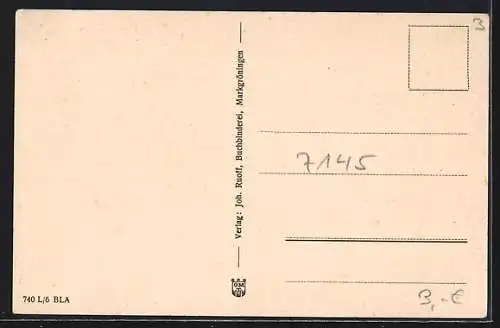 3
Verlag: Joh. Ruoff, Buchbinderei, Markgröningen
7145
740 L/6 BLA
3,- €